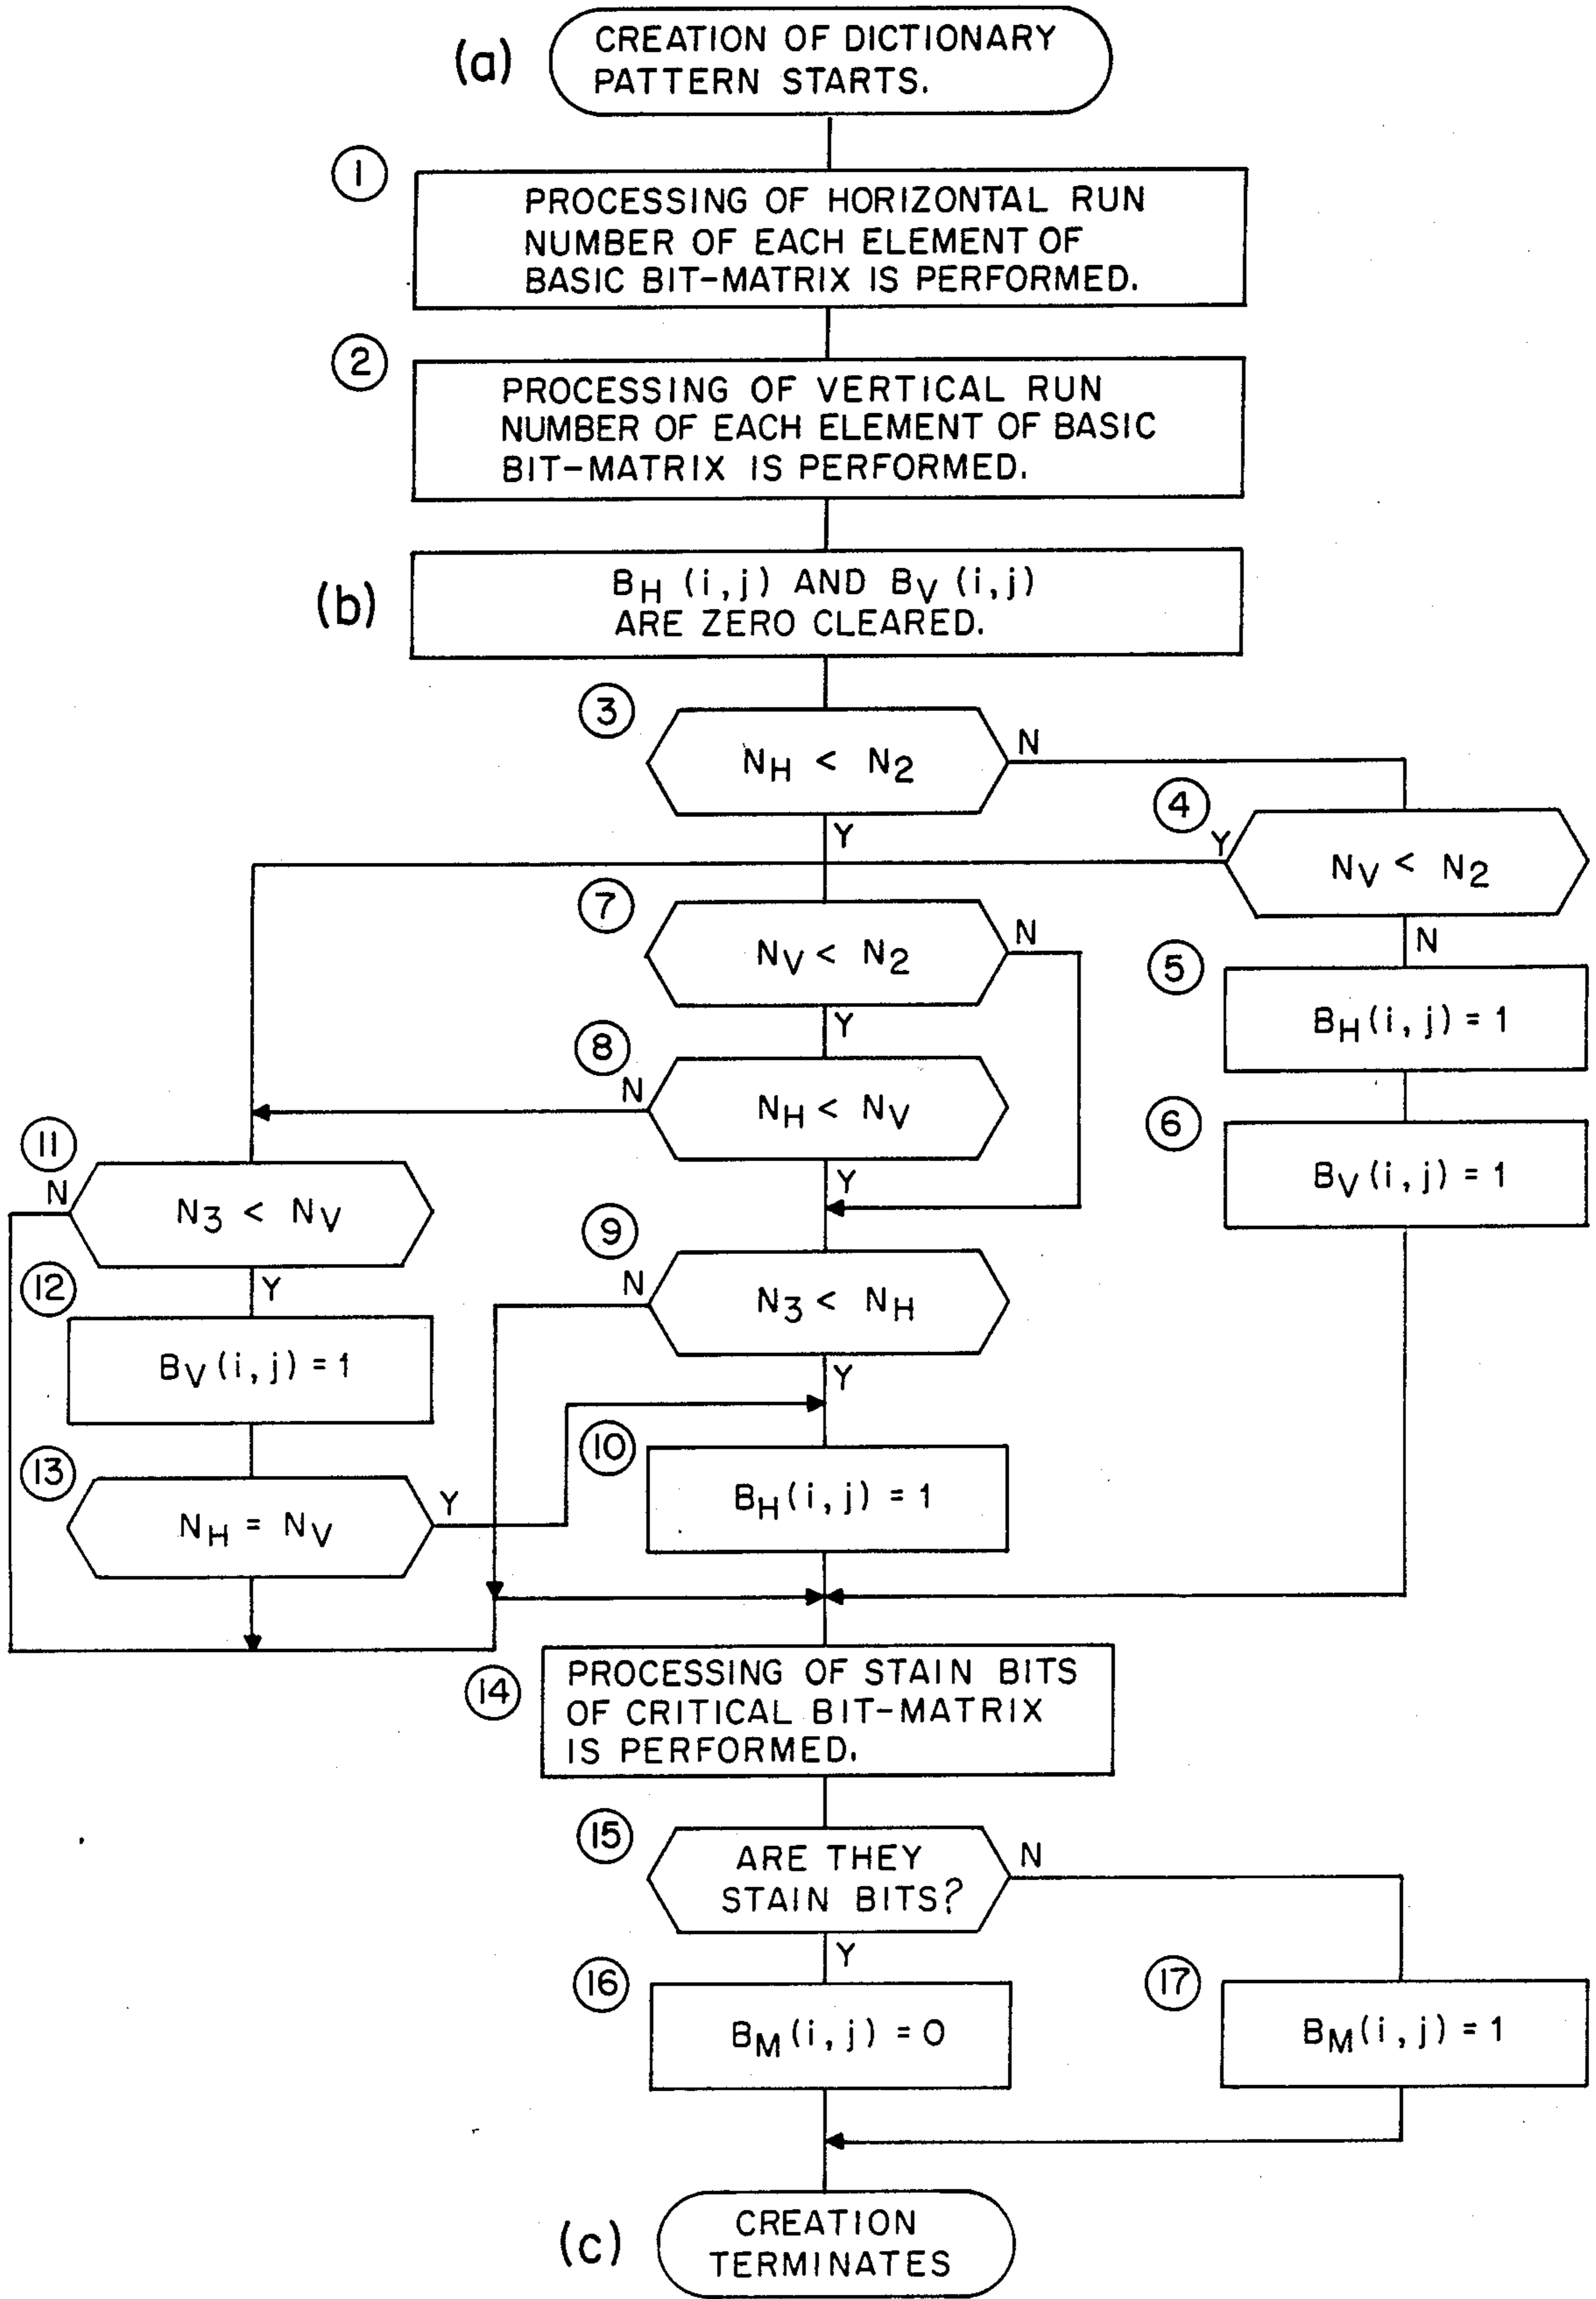 (a)
CREATION OF DICTIONARY
PATTERN STARTS.
1
PROCESSING OF HORIZONTAL RUN
NUMBER OF EACH ELEMENT OF
BASIC BIT-MATRIX IS PERFORMED.
2
PROCESSING OF VERTICAL RUN
NUMBER OF EACH ELEMENT OF BASIC
BIT-MATRIX IS PERFORMED.
(b)
BH (i,j) AND BV (i,j)
ARE ZERO CLEARED.
3
NH < N2
N
Y
4
Y
NV < N2
N
5
BH(i,j) = 1
6
BV(i,j) = 1
7
NV < N2
N
Y
8
N
NH < NV
Y
9
N
N3 < NH
Y
10
BH(i,j) = 1
11
N
N3 < NV
Y
12
BV(i,j) = 1
13
NH = NV
Y
14
PROCESSING OF STAIN BITS
OF CRITICAL BIT-MATRIX
IS PERFORMED.
15
ARE THEY
STAIN BITS?
N
Y
16
BM(i,j) = 0
17
BM(i,j) = 1
(c)
CREATION
TERMINATES